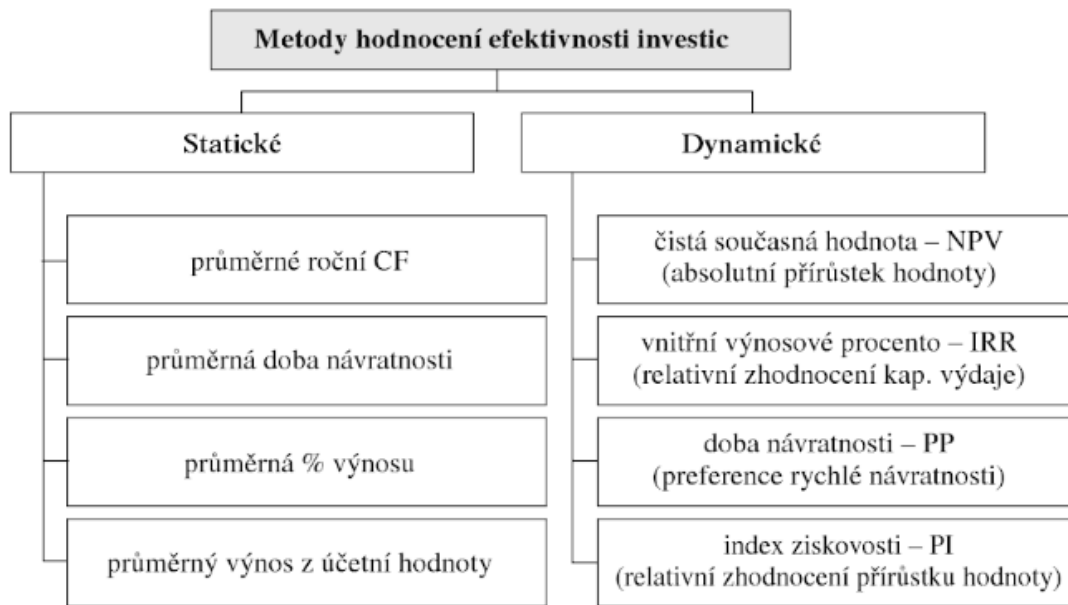 Metody hodnocení efektivnosti investic
Statické
průměrné roční CF
průměrná doba návratnosti
průměrná % výnosu
průměrný výnos z účetní hodnoty
Dynamické
čistá současná hodnota – NPV
(absolutní přírůstek hodnoty)
vnitřní výnosové procento – IRR
(relativní zhodnocení kap. výdaje)
doba návratnosti – PP
(preference rychlé návratnosti)
index ziskovosti – PI
(relativní zhodnocení přírůstku hodnoty)